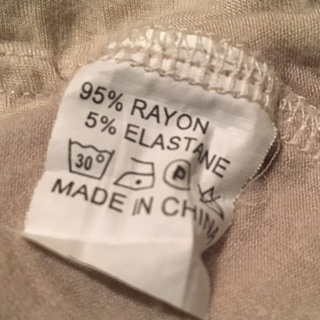 95% RAYON
5% ELASTANE
30° P
MADE IN CHINA